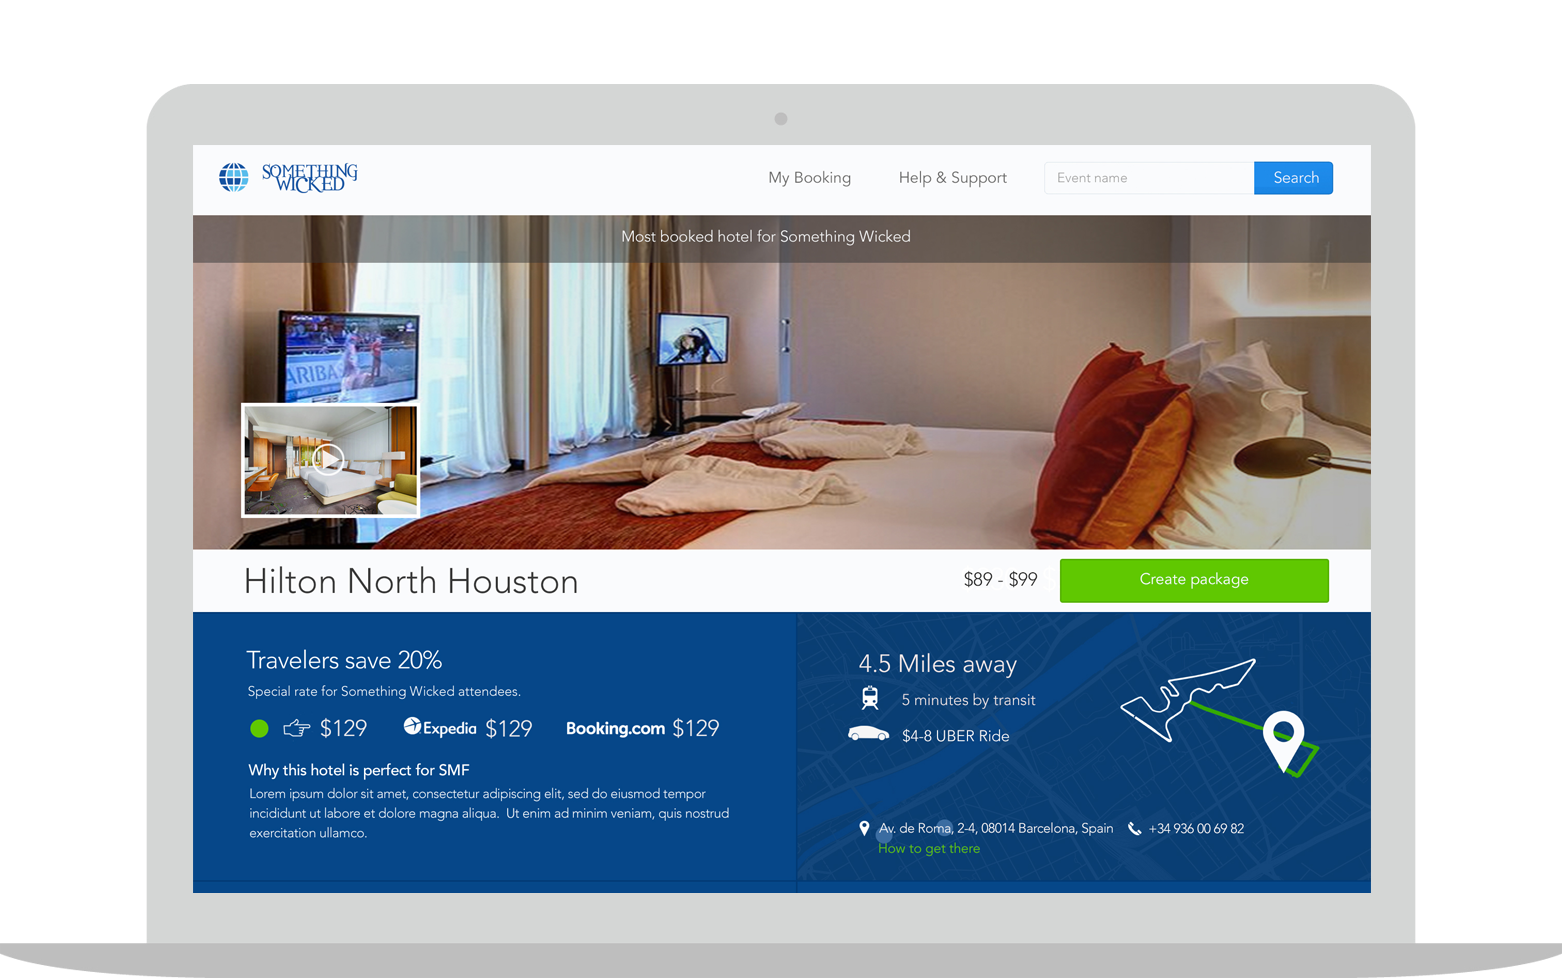 SOMETHING
WICKED
My Booking
Help & Support
Event name
Search
Most booked hotel for Something Wicked
ARIBAS
Hilton North Houston
$89 - $99
Create package
Travelers save 20%
Special rate for Something Wicked attendees.
$129
Expedia $129
Booking.com $129
Why this hotel is perfect for SMF
Lorem ipsum dolor sit amet, consectetur adipiscing elit, sed do eiusmod tempor
incididunt ut labore et dolore magna aliqua. Ut enim ad minim veniam, quis nostrud
exercitation ullamco.
4.5 Miles away
5 minutes by transit
$4-8 UBER Ride
Av. de Roma, 2-4, 08014 Barcelona, Spain
+34 936 00 69 82
How to get there